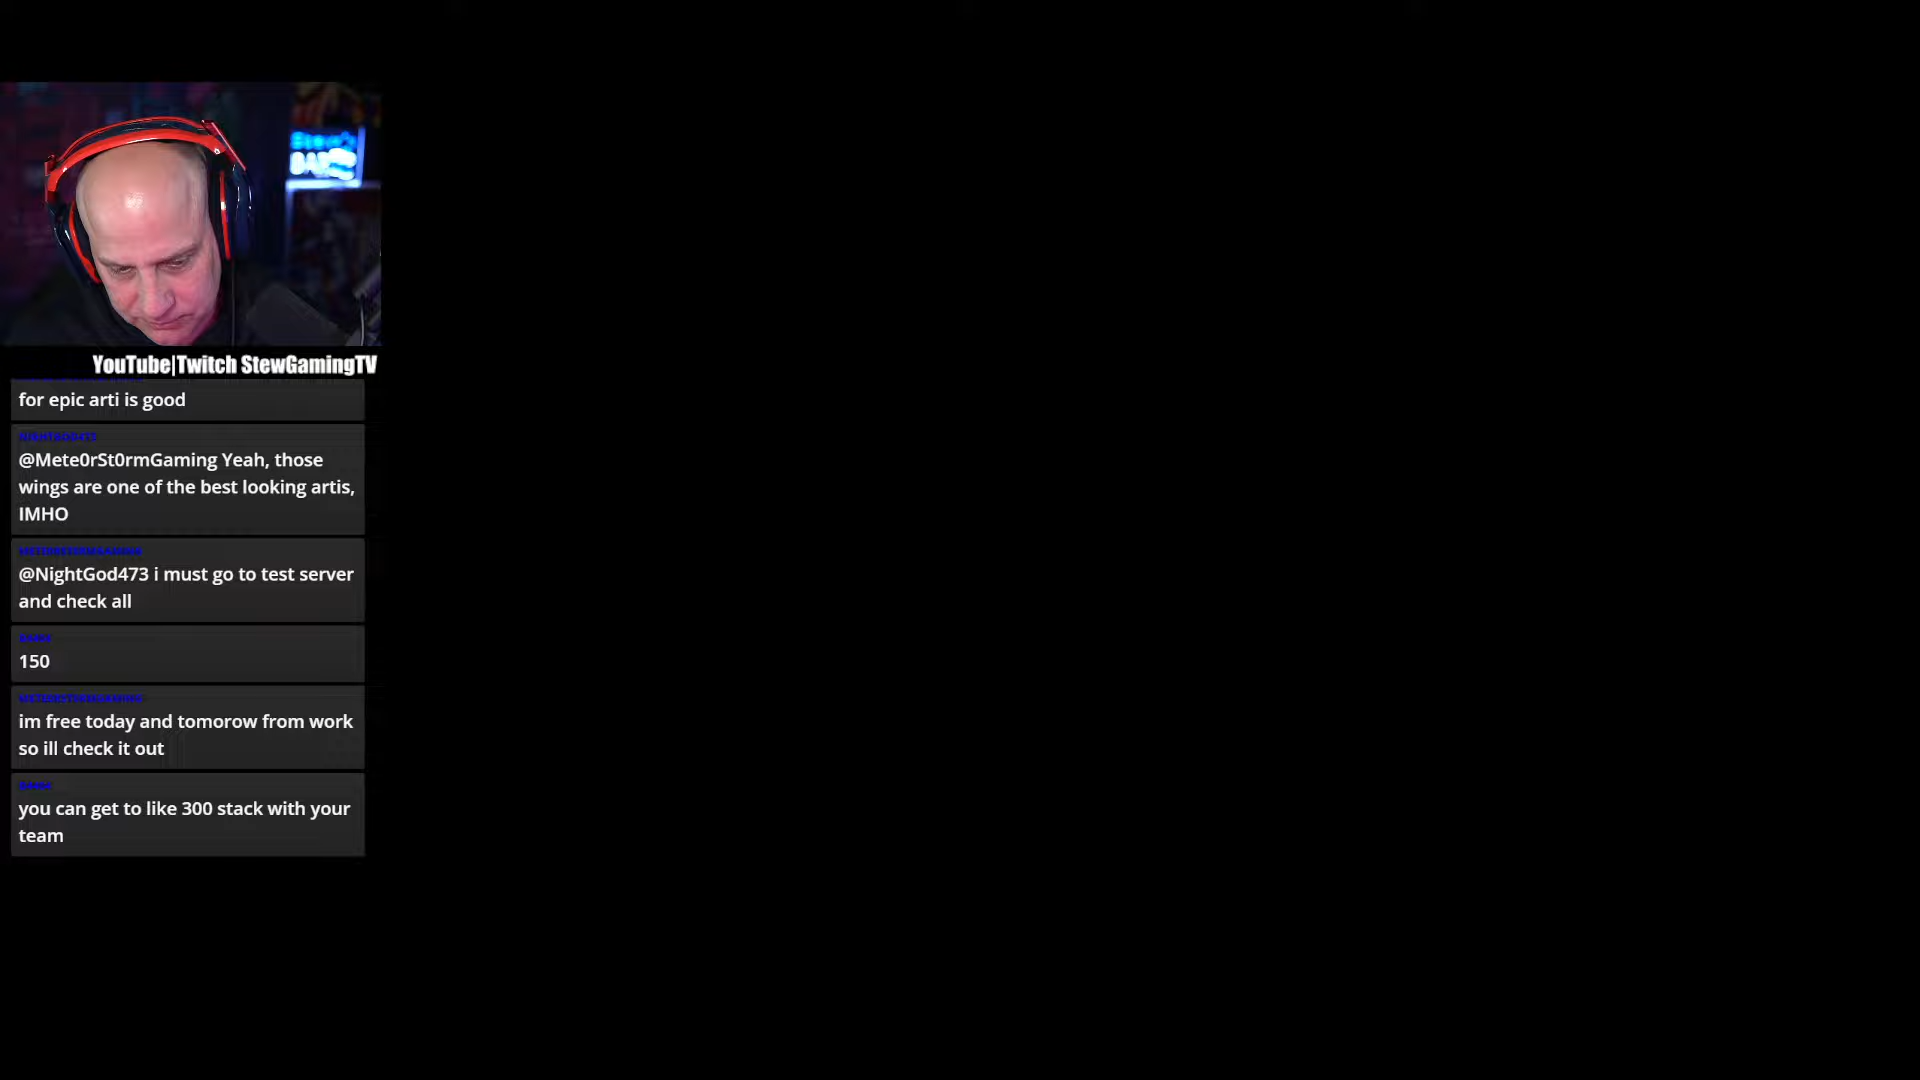 YouTube|Twitch StewGamingTV
for epic arti is good
@Mete0rSt0rmGaming Yeah, those
wings are one of the best looking artis,
IMHO
@NightGod473 i must go to test server
and check all
150
im free today and tomorow from work
so ill check it out
you can get to like 300 stack with your
team